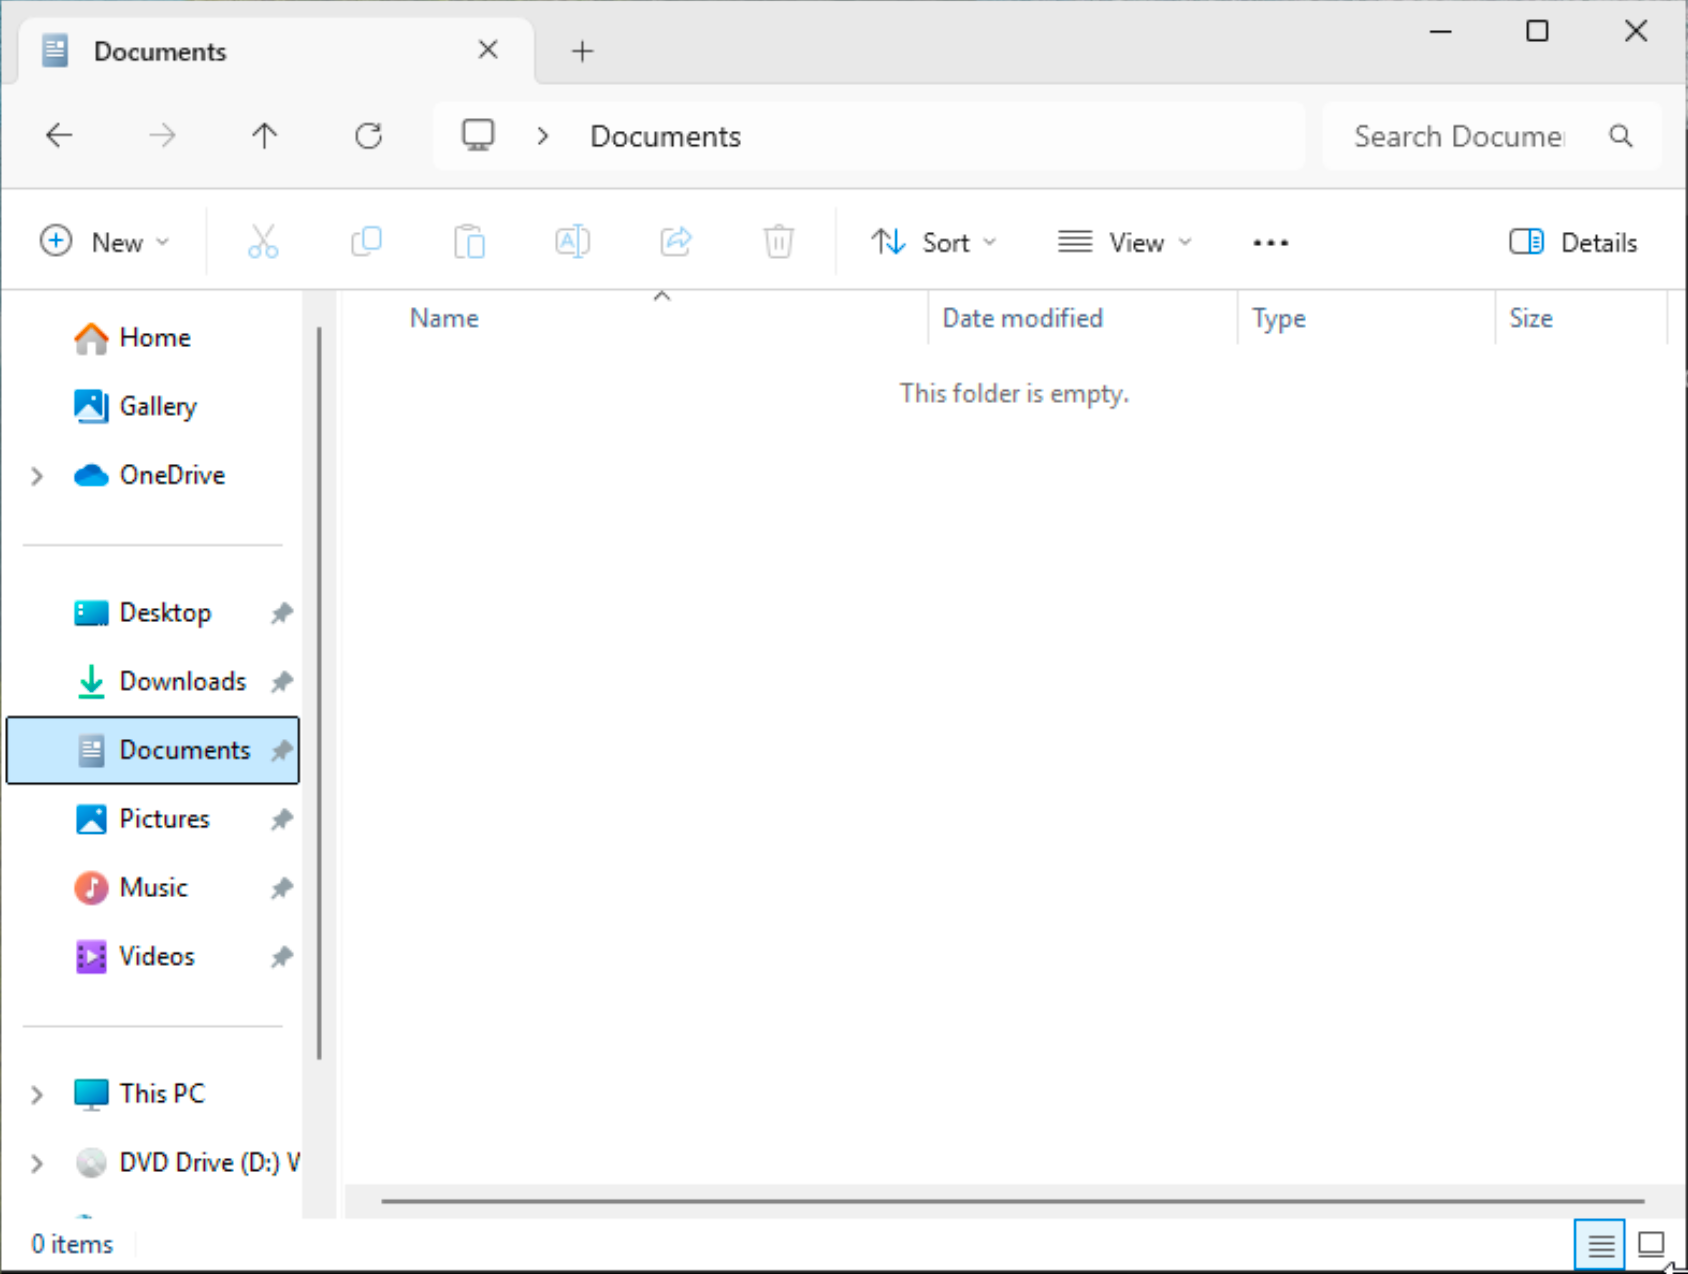 Documents
Documents
Search Docume
New
Sort
View
Details
Name
Date modified
Type
Size
This folder is empty.
Home
Gallery
OneDrive
Desktop
Downloads
Documents
Pictures
Music
Videos
This PC
DVD Drive (D:)
0 items